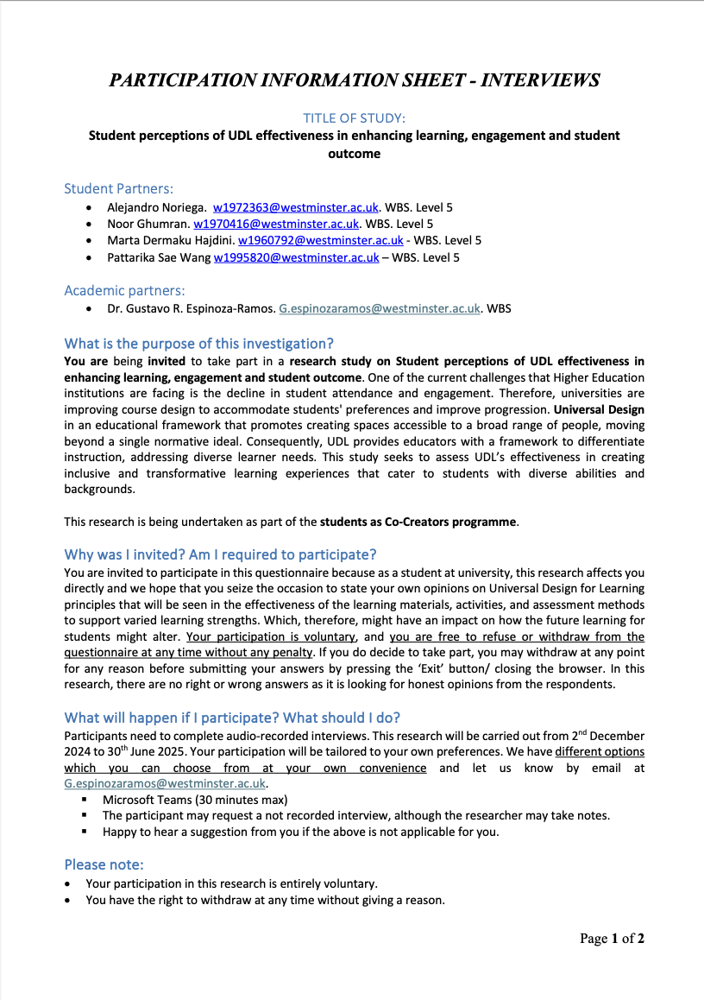 PARTICIPATION INFORMATION SHEET - INTERVIEWS
TITLE OF STUDY:
Student perceptions of UDL effectiveness in enhancing learning, engagement and student
outcome
Student Partners:
• Alejandro Noriega. w1972363@westminster.ac.uk. WBS. Level 5
• Noor Ghumran. w1970416@westminster.ac.uk. WBS. Level 5
• Marta Dermaku Hajdini. w1960792@westminster.ac.uk - WBS. Level 5
• Pattarika Sae Wang w1995820@westminster.ac.uk – WBS. Level 5
Academic partners:
• Dr. Gustavo R. Espinoza-Ramos. G.espinozaramos@westminster.ac.uk. WBS
What is the purpose of this investigation?
You are being invited to take part in a research study on Student perceptions of UDL effectiveness in
enhancing learning, engagement and student outcome. One of the current challenges that Higher Education
institutions are facing is the decline in student attendance and engagement. Therefore, universities are
improving course design to accommodate students' preferences and improve progression. Universal Design
in an educational framework that promotes creating spaces accessible to a broad range of people, moving
beyond a single normative ideal. Consequently, UDL provides educators with a framework to differentiate
instruction, addressing diverse learner needs. This study seeks to assess UDL’s effectiveness in creating
inclusive and transformative learning experiences that cater to students with diverse abilities and
backgrounds.
This research is being undertaken as part of the students as Co-Creators programme.
Why was I invited? Am I required to participate?
You are invited to participate in this questionnaire because as a student at university, this research affects you
directly and we hope that you seize the occasion to state your own opinions on Universal Design for Learning
principles that will be seen in the effectiveness of the learning materials, activities, and assessment methods
to support varied learning strengths. Which, therefore, might have an impact on how the future learning for
students might alter. Your participation is voluntary, and you are free to refuse or withdraw from the
questionnaire at any time without any penalty. If you do decide to take part, you may withdraw at any point
for any reason before submitting your answers by pressing the ‘Exit’ button/ closing the browser. In this
research, there are no right or wrong answers as it is looking for honest opinions from the respondents.
What will happen if I participate? What should I do?
Participants need to complete audio-recorded interviews. This research will be carried out from 2nd December
2024 to 30th June 2025. Your participation will be tailored to your own preferences. We have different options
which you can choose from at your own convenience and let us know by email at
G.espinozaramos@westminster.ac.uk.
▪ Microsoft Teams (30 minutes max)
▪ The participant may request a not recorded interview, although the researcher may take notes.
▪ Happy to hear a suggestion from you if the above is not applicable for you.
Please note:
• Your participation in this research is entirely voluntary.
• You have the right to withdraw at any time without giving a reason.
Page 1 of 2